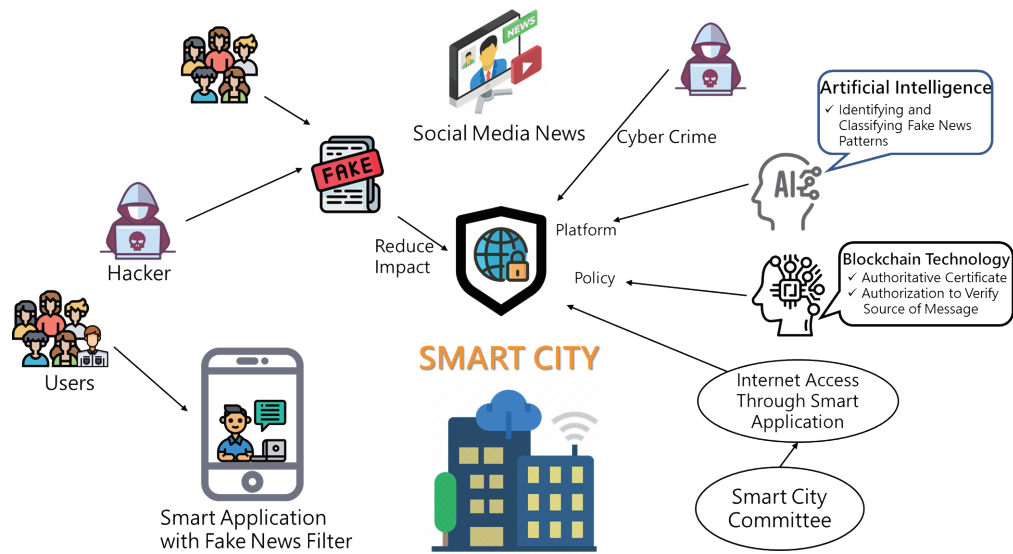 NEWS
Social Media News
Cyber Crime
Artificial Intelligence
✓ Identifying and
Classifying Fake News
Patterns
AI
FAKE
Hacker
Reduce
Impact
Platform
Policy
Blockchain Technology
✓ Authoritative Certificate
✓ Authorization to Verify
Source of Message
Users
SMART CITY
Internet Access
Through Smart
Application
Smart City
Committee
Smart Application
with Fake News Filter